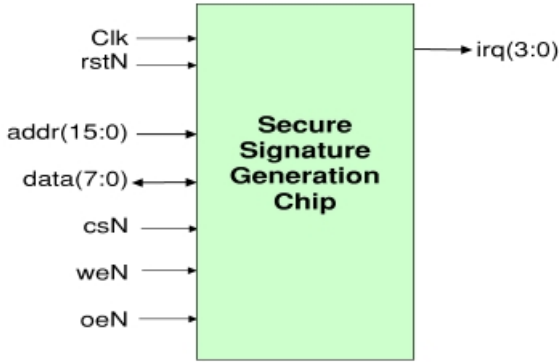 Clk
rstN
addr(15:0)
data(7:0)
csN
weN
oeN
Secure
Signature
Generation
Chip
irq(3:0)